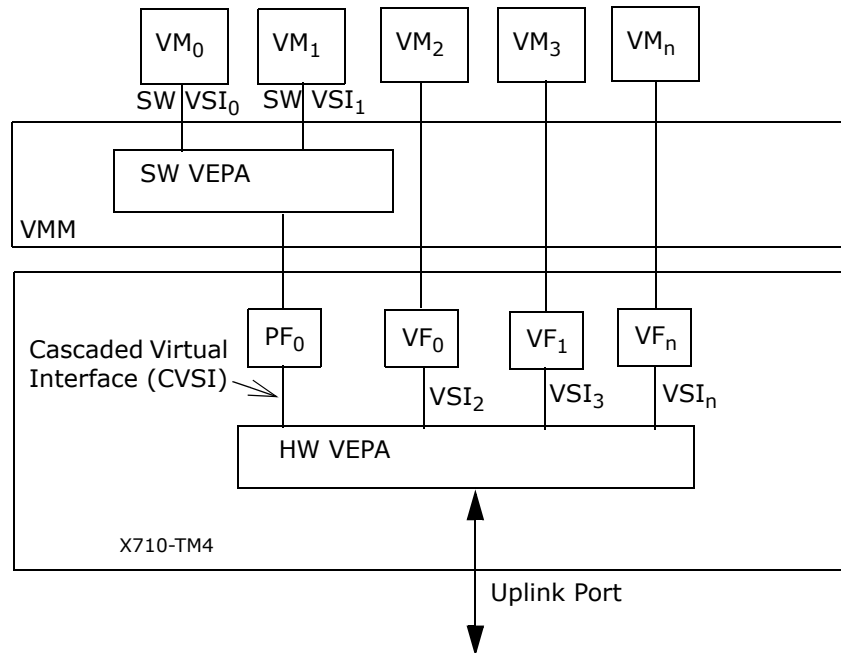 VM0 VM1 VM2 VM3 VMn
SW VSI0 SW VSI1
SW VEPA
VMM
PF0 VF0 VF1 VFn
Cascaded Virtual
Interface (CVSI)
VSI2 VSI3 VSIn
HW VEPA
X710-TM4
Uplink Port